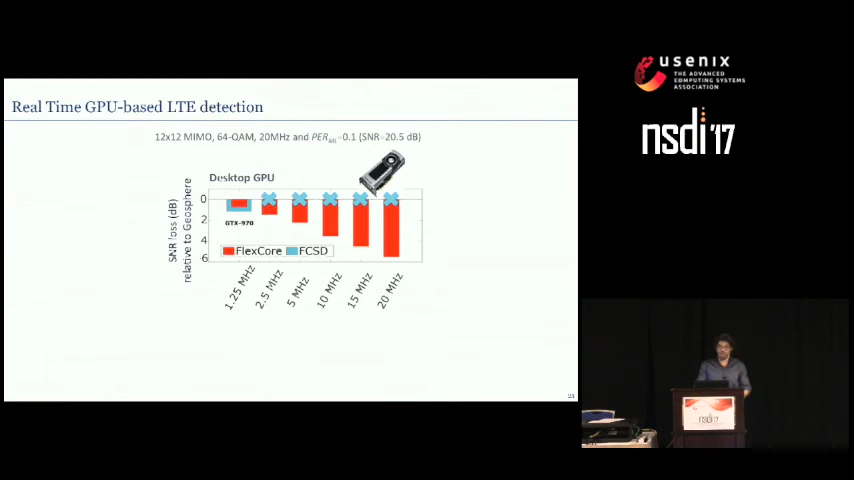 Real Time GPU-based LTE detection
12x12 MIMO, 64-QAM, 20MHz and PER_ML=0.1 (SNR=20.5 dB)
Desktop GPU
SNR loss (dB)
relative to Geosphere
0
2
4
6
GTX-970
FlexCore FCSD
1.25 MHz
2.5 MHz
5 MHz
10 MHz
15 MHz
20 MHz
usenix
THE ADVANCED
COMPUTING SYSTEMS
ASSOCIATION
nsdi '17
nsdi